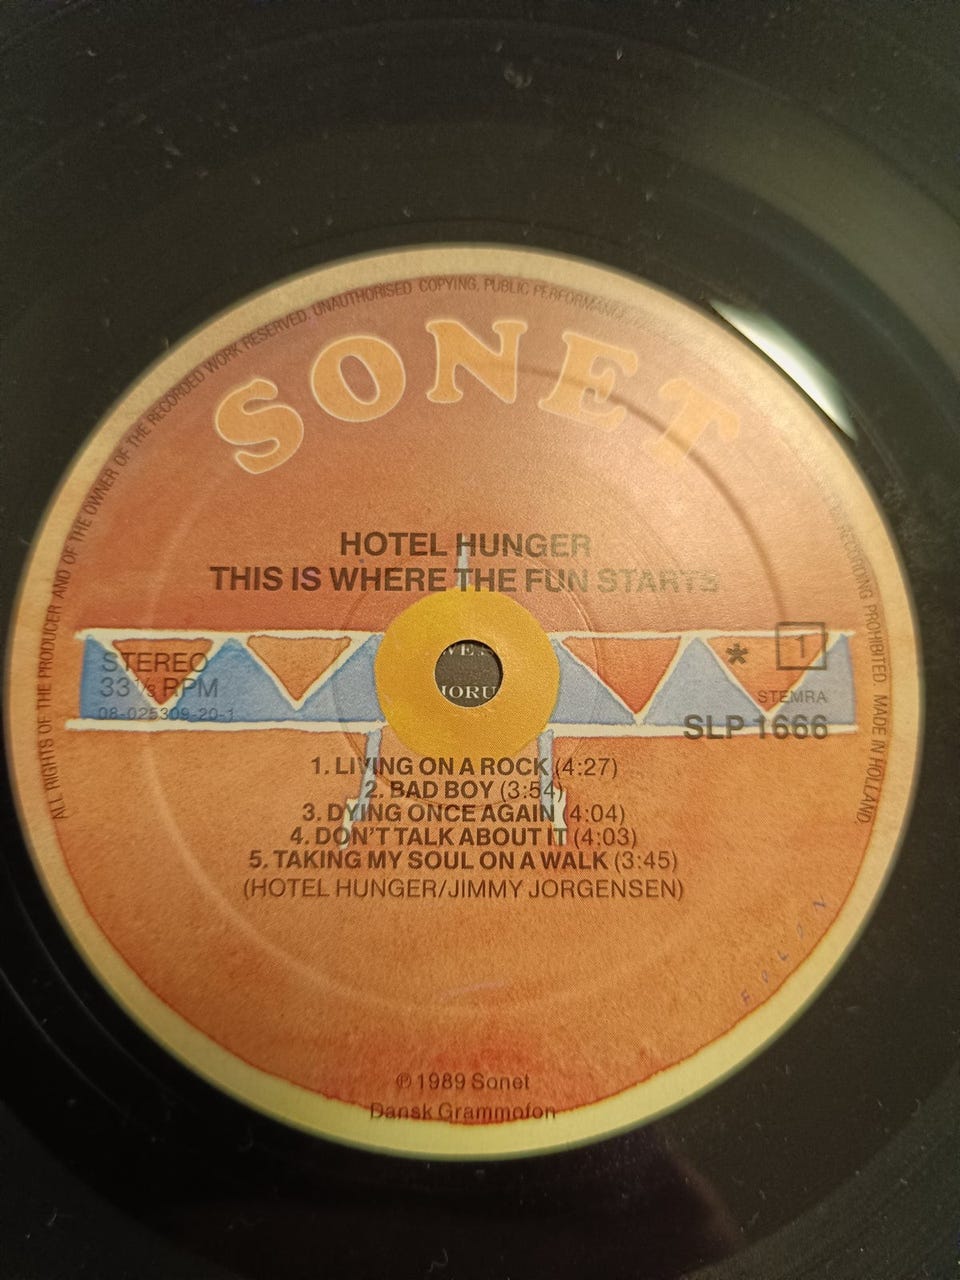 ALL RIGHTS OF THE PRODUCER AND OF THE OWNER OF THE RECORDED WORK RESERVED. UNAUTHORISED COPYING, PUBLIC PERFORMANCE RECORDING PROHIBITED. MADE IN HOLLAND.
SONET
HOTEL HUNGER
THIS IS WHERE THE FUN STARTS
STEREO
33⅓ RPM
08-025309-20-1
* 1
STEMRA
SLP 1666
1. LIVING ON A ROCK (4:27)
2. BAD BOY (3:54)
3. DYING ONCE AGAIN (4:04)
4. DON'T TALK ABOUT IT (4:03)
5. TAKING MY SOUL ON A WALK (3:45)
(HOTEL HUNGER/JIMMY JORGENSEN)
FOLON
℗ 1989 Sonet
Dansk Grammofon